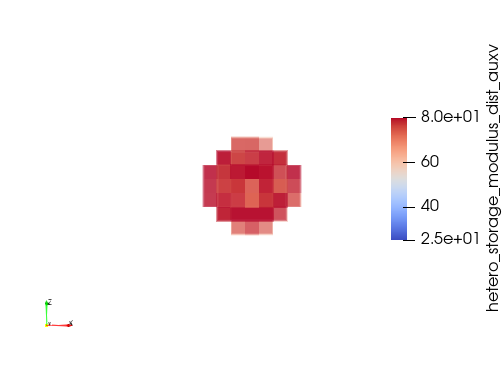 8.0e+01
60
40
2.5e+01
hetero_storage_modulus_dist_auxv
Z
Y
X